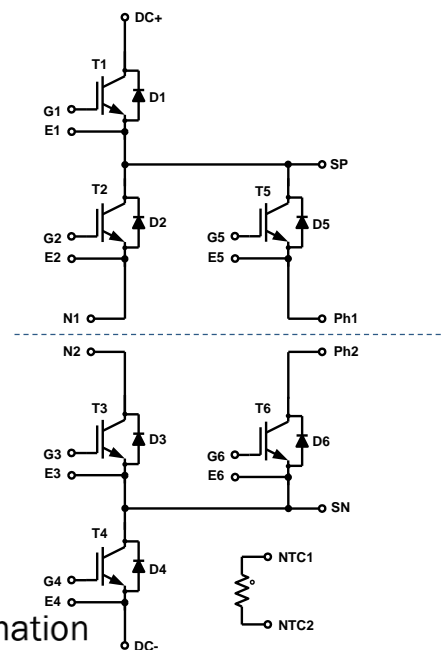 DC+
T1
G1
D1
E1
SP
T2
T5
G2
D2
G5
D5
E2
E5
N1
Ph1
N2
Ph2
T3
T6
G3
D3
G6
D6
E3
E6
SN
T4
G4
D4
NTC1
E4
NTC2
DC-